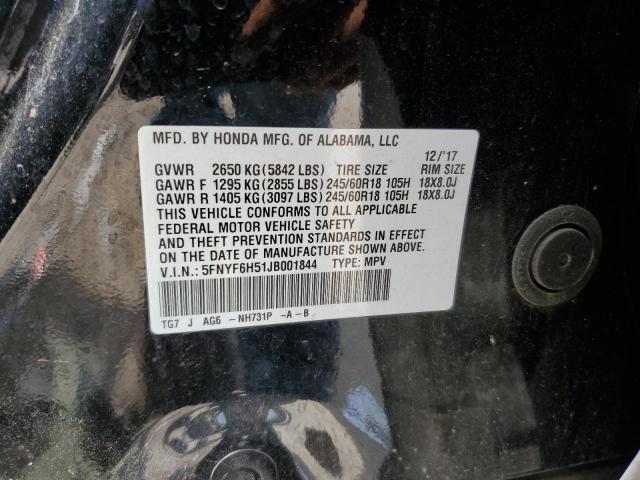 MFD. BY HONDA MFG. OF ALABAMA, LLC
12/'17
GVWR 2650 KG (5842 LBS) TIRE SIZE RIM SIZE
GAWR F 1295 KG (2855 LBS) 245/60R18 105H 18X8.0J
GAWR R 1405 KG (3097 LBS) 245/60R18 105H 18X8.0J
THIS VEHICLE CONFORMS TO ALL APPLICABLE
FEDERAL MOTOR VEHICLE SAFETY
AND THEFT PREVENTION STANDARDS IN EFFECT
ON THE DATE OF MANUFACTURE SHOWN ABOVE.
V.I.N.: 5FNYF6H51JB001844 TYPE: MPV
TG7 J AG6 -NH731P -A-B